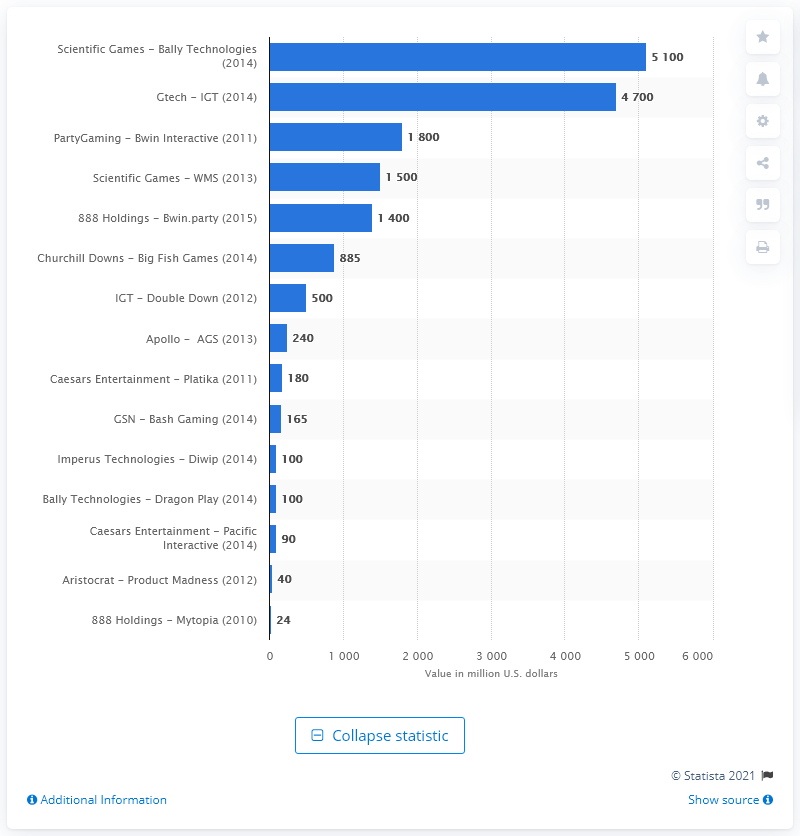 Scientific Games – Bally Technologies
(2014)
5 100
Gtech – IGT (2014)
4 700
PartyGaming – Bwin Interactive (2011)
1 800
Scientific Games – WMS (2013)
1 500
888 Holdings – Bwin.party (2015)
1 400
Churchill Downs – Big Fish Games (2014)
885
IGT – Double Down (2012)
500
Apollo –  AGS (2013)
240
Caesars Entertainment – Platika (2011)
180
GSN – Bash Gaming (2014)
165
Imperus Technologies – Diwip (2014)
100
Bally Technologies – Dragon Play (2014)
100
Caesars Entertainment – Pacific
Interactive (2014)
90
Aristocrat – Product Madness (2012)
40
888 Holdings – Mytopia (2010)
24
0 1 000 2 000 3 000 4 000 5 000 6 000
Value in million U.S. dollars
Collapse statistic
© Statista 2021
Additional Information
Show source